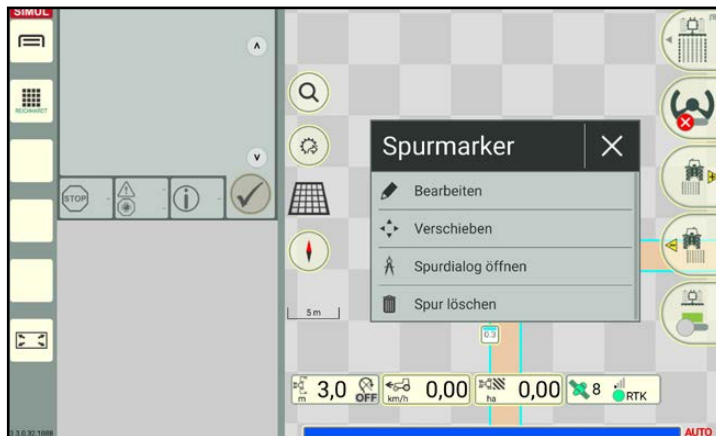 SIMUL
REICHHARDT
STOP
Spurmarker
Bearbeiten
Verschieben
Spurdialog öffnen
Spur löschen
5 m
0.3
m 3,0 OFF
km/h 0,00
ha 0,00
8 RTK
AUTO